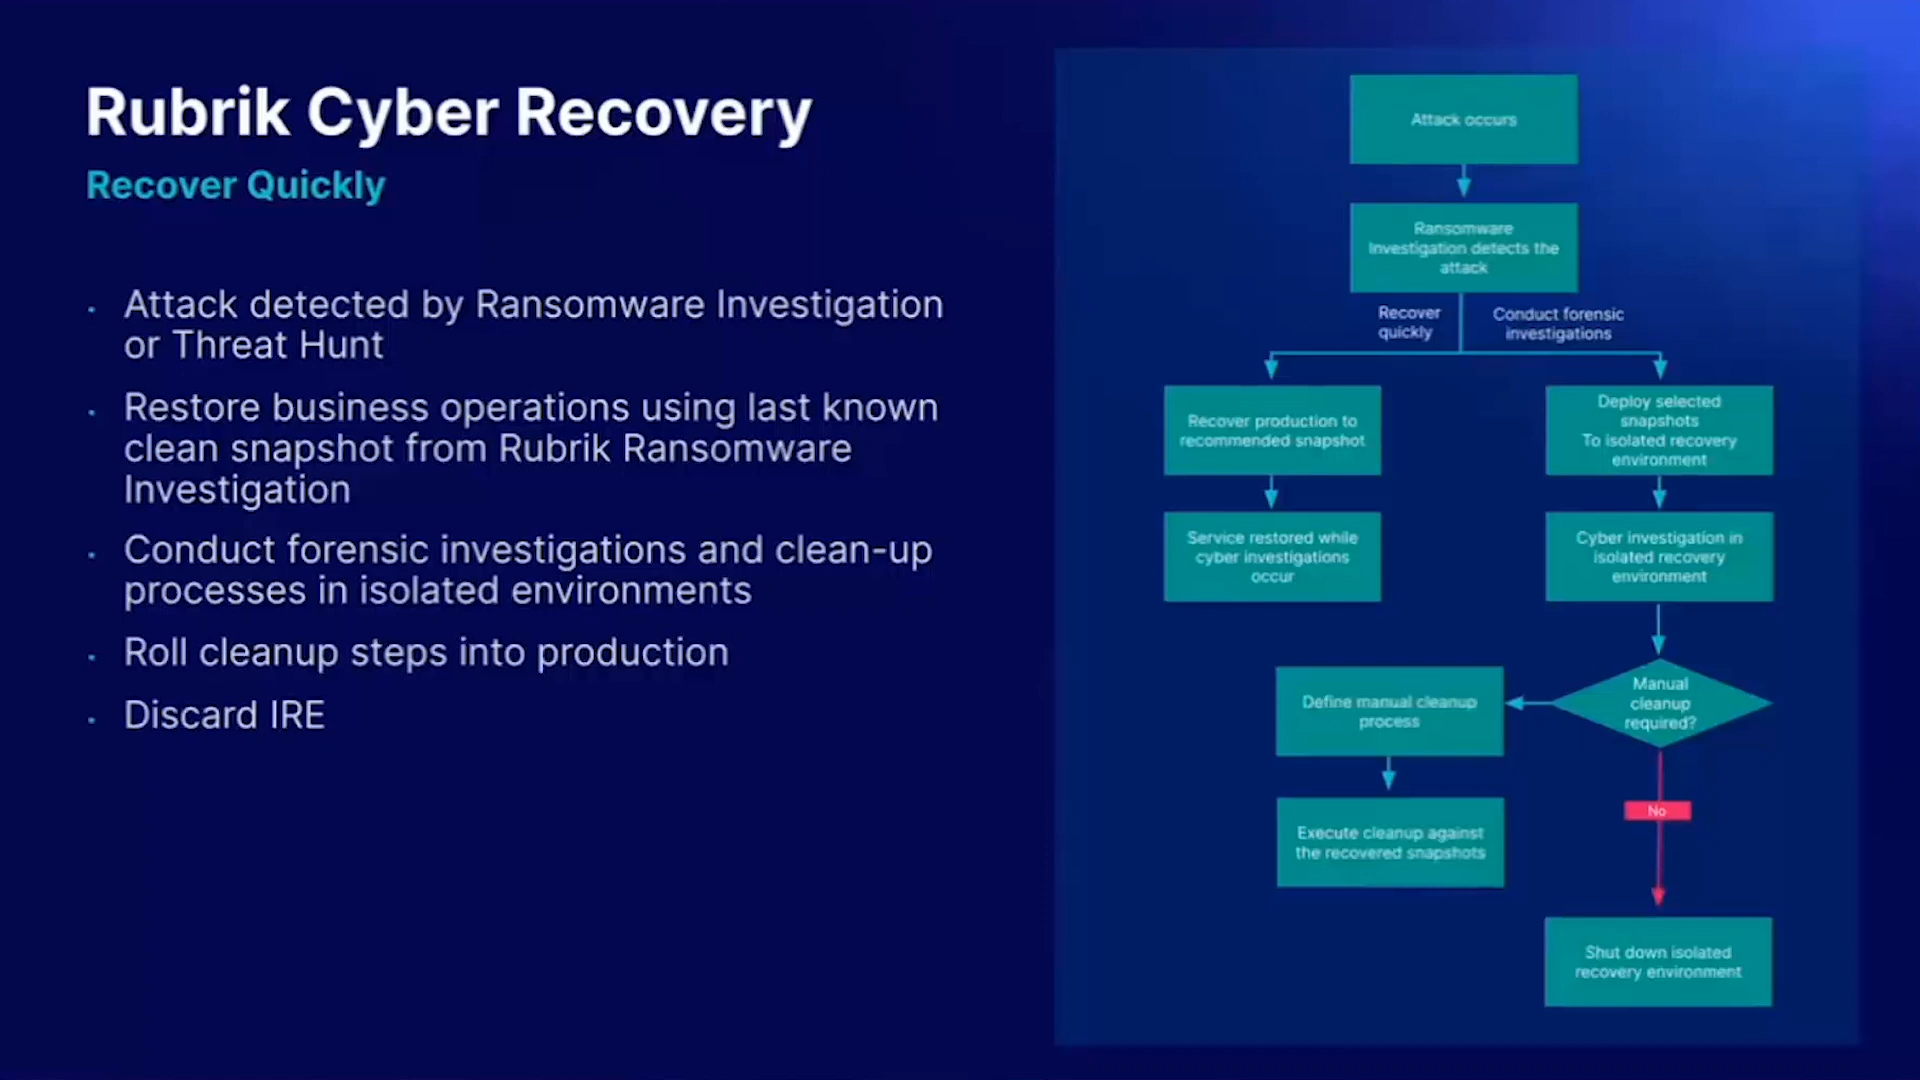 Rubrik Cyber Recovery
Recover Quickly
Attack detected by Ransomware Investigation
or Threat Hunt
Restore business operations using last known
clean snapshot from Rubrik Ransomware
Investigation
Conduct forensic investigations and clean-up
processes in isolated environments
Roll cleanup steps into production
Discard IRE
Attack occurs
Ransomware
Investigation detects the
attack
Recover
quickly
Conduct forensic
investigations
Recover production to
recommended snapshot
Deploy selected
snapshots
To isolated recovery
environment
Service restored while
cyber investigations
occur
Cyber investigation in
isolated recovery
environment
Manual
cleanup
required?
Define manual cleanup
process
No
Execute cleanup against
the recovered snapshots
Shut down isolated
recovery environment